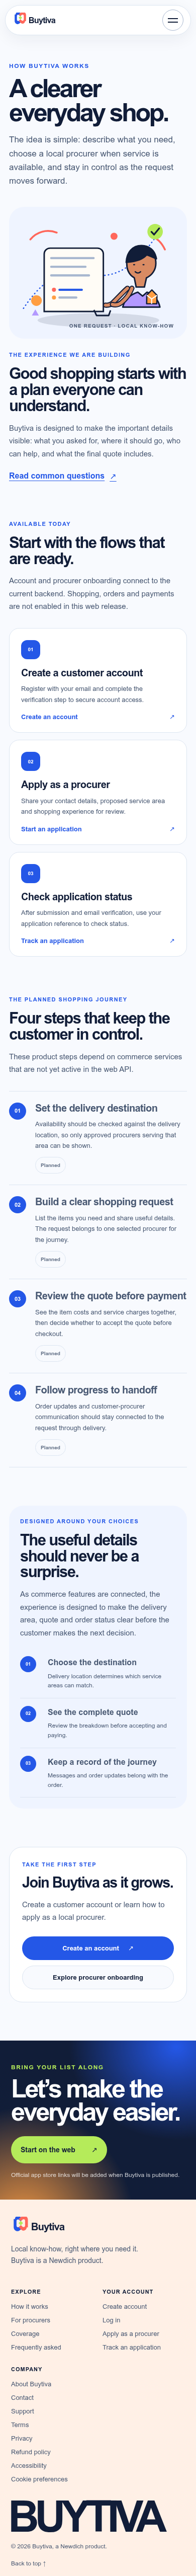 Buytiva
HOW BUYTIVA WORKS
A clearer
everyday shop.
The idea is simple: describe what you need,
choose a local procurer when service is
available, and stay in control as the request
moves forward.
ONE REQUEST · LOCAL KNOW-HOW
THE EXPERIENCE WE ARE BUILDING
Good shopping starts with
a plan everyone can
understand.
Buytiva is designed to make the important details
visible: what you asked for, where it should go, who
can help, and what the final quote includes.
Read common questions ↗
AVAILABLE TODAY
Start with the flows that
are ready.
Account and procurer onboarding connect to the
current backend. Shopping, orders and payments
are not enabled in this web release.
01
Create a customer account
Register with your email and complete the
verification step to secure account access.
Create an account ↗
02
Apply as a procurer
Share your contact details, proposed service area
and shopping experience for review.
Start an application ↗
03
Check application status
After submission and email verification, use your
application reference to check status.
Track an application ↗
THE PLANNED SHOPPING JOURNEY
Four steps that keep the
customer in control.
These product steps depend on commerce services
that are not yet active in the web API.
01
Set the delivery destination
Availability should be checked against the delivery
location, so only approved procurers serving that
area can be shown.
Planned
02
Build a clear shopping request
List the items you need and share useful details.
The request belongs to one selected procurer for
the journey.
Planned
03
Review the quote before payment
See the item costs and service charges together,
then decide whether to accept the quote before
checkout.
Planned
04
Follow progress to handoff
Order updates and customer-procurer
communication should stay connected to the
request through delivery.
Planned
DESIGNED AROUND YOUR CHOICES
The useful details
should never be a
surprise.
As commerce features are connected, the
experience is designed to make the delivery
area, quote and order status clear before the
customer makes the next decision.
01
Choose the destination
Delivery location determines which service
areas can match.
02
See the complete quote
Review the breakdown before accepting and
paying.
03
Keep a record of the journey
Messages and order updates belong with the
order.
TAKE THE FIRST STEP
Join Buytiva as it grows.
Create a customer account or learn how to
apply as a local procurer.
Create an account ↗
Explore procurer onboarding
BRING YOUR LIST ALONG
Let's make the
everyday easier.
Start on the web ↗
Official app store links will be added when Buytiva is published.
Buytiva
Local know-how, right where you need it.
Buytiva is a Newdich product.
EXPLORE
How it works
For procurers
Coverage
Frequently asked
YOUR ACCOUNT
Create account
Log in
Apply as a procurer
Track an application
COMPANY
About Buytiva
Contact
Support
Terms
Privacy
Refund policy
Accessibility
Cookie preferences
BUYTIVA
© 2026 Buytiva, a Newdich product.
Back to top ↑